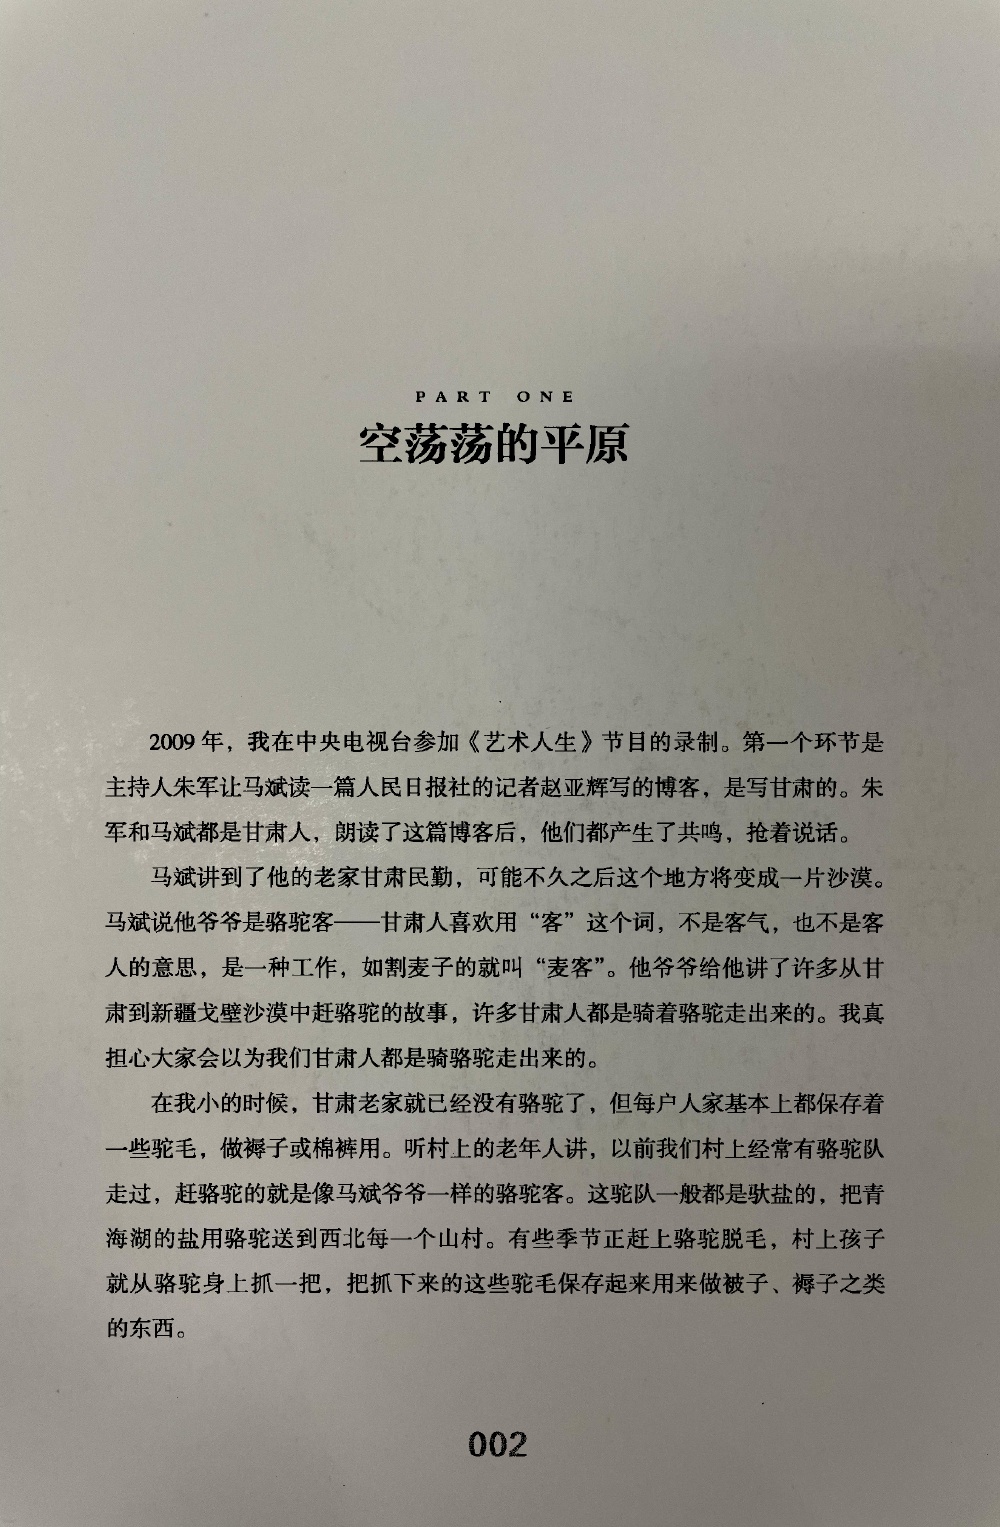 PART ONE
空荡荡的平原
2009 年，我在中央电视台参加《艺术人生》节目的录制。第一个环节是
主持人朱军让马斌读一篇人民日报社的记者赵亚辉写的博客，是写甘肃的。朱
军和马斌都是甘肃人，朗读了这篇博客后，他们都产生了共鸣，抢着说话。
马斌讲到了他的老家甘肃民勤，可能不久之后这个地方将变成一片沙漠。
马斌说他爷爷是骆驼客——甘肃人喜欢用“客”这个词，不是客气，也不是客
人的意思，是一种工作，如割麦子的就叫“麦客”。他爷爷给他讲了许多从甘
肃到新疆戈壁沙漠中赶骆驼的故事，许多甘肃人都是骑着骆驼走出来的。我真
担心大家会以为我们甘肃人都是骑骆驼走出来的。
在我小的时候，甘肃老家就已经没有骆驼了，但每户人家基本上都保存着
一些驼毛，做褥子或棉裤用。听村上的老年人讲，以前我们村上经常有骆驼队
走过，赶骆驼的就是像马斌爷爷一样的骆驼客。这驼队一般都是驮盐的，把青
海湖的盐用骆驼送到西北每一个山村。有些季节正赶上骆驼脱毛，村上孩子
就从骆驼身上抓一把，把抓下来的这些驼毛保存起来用来做被子、褥子之类
的东西。
002